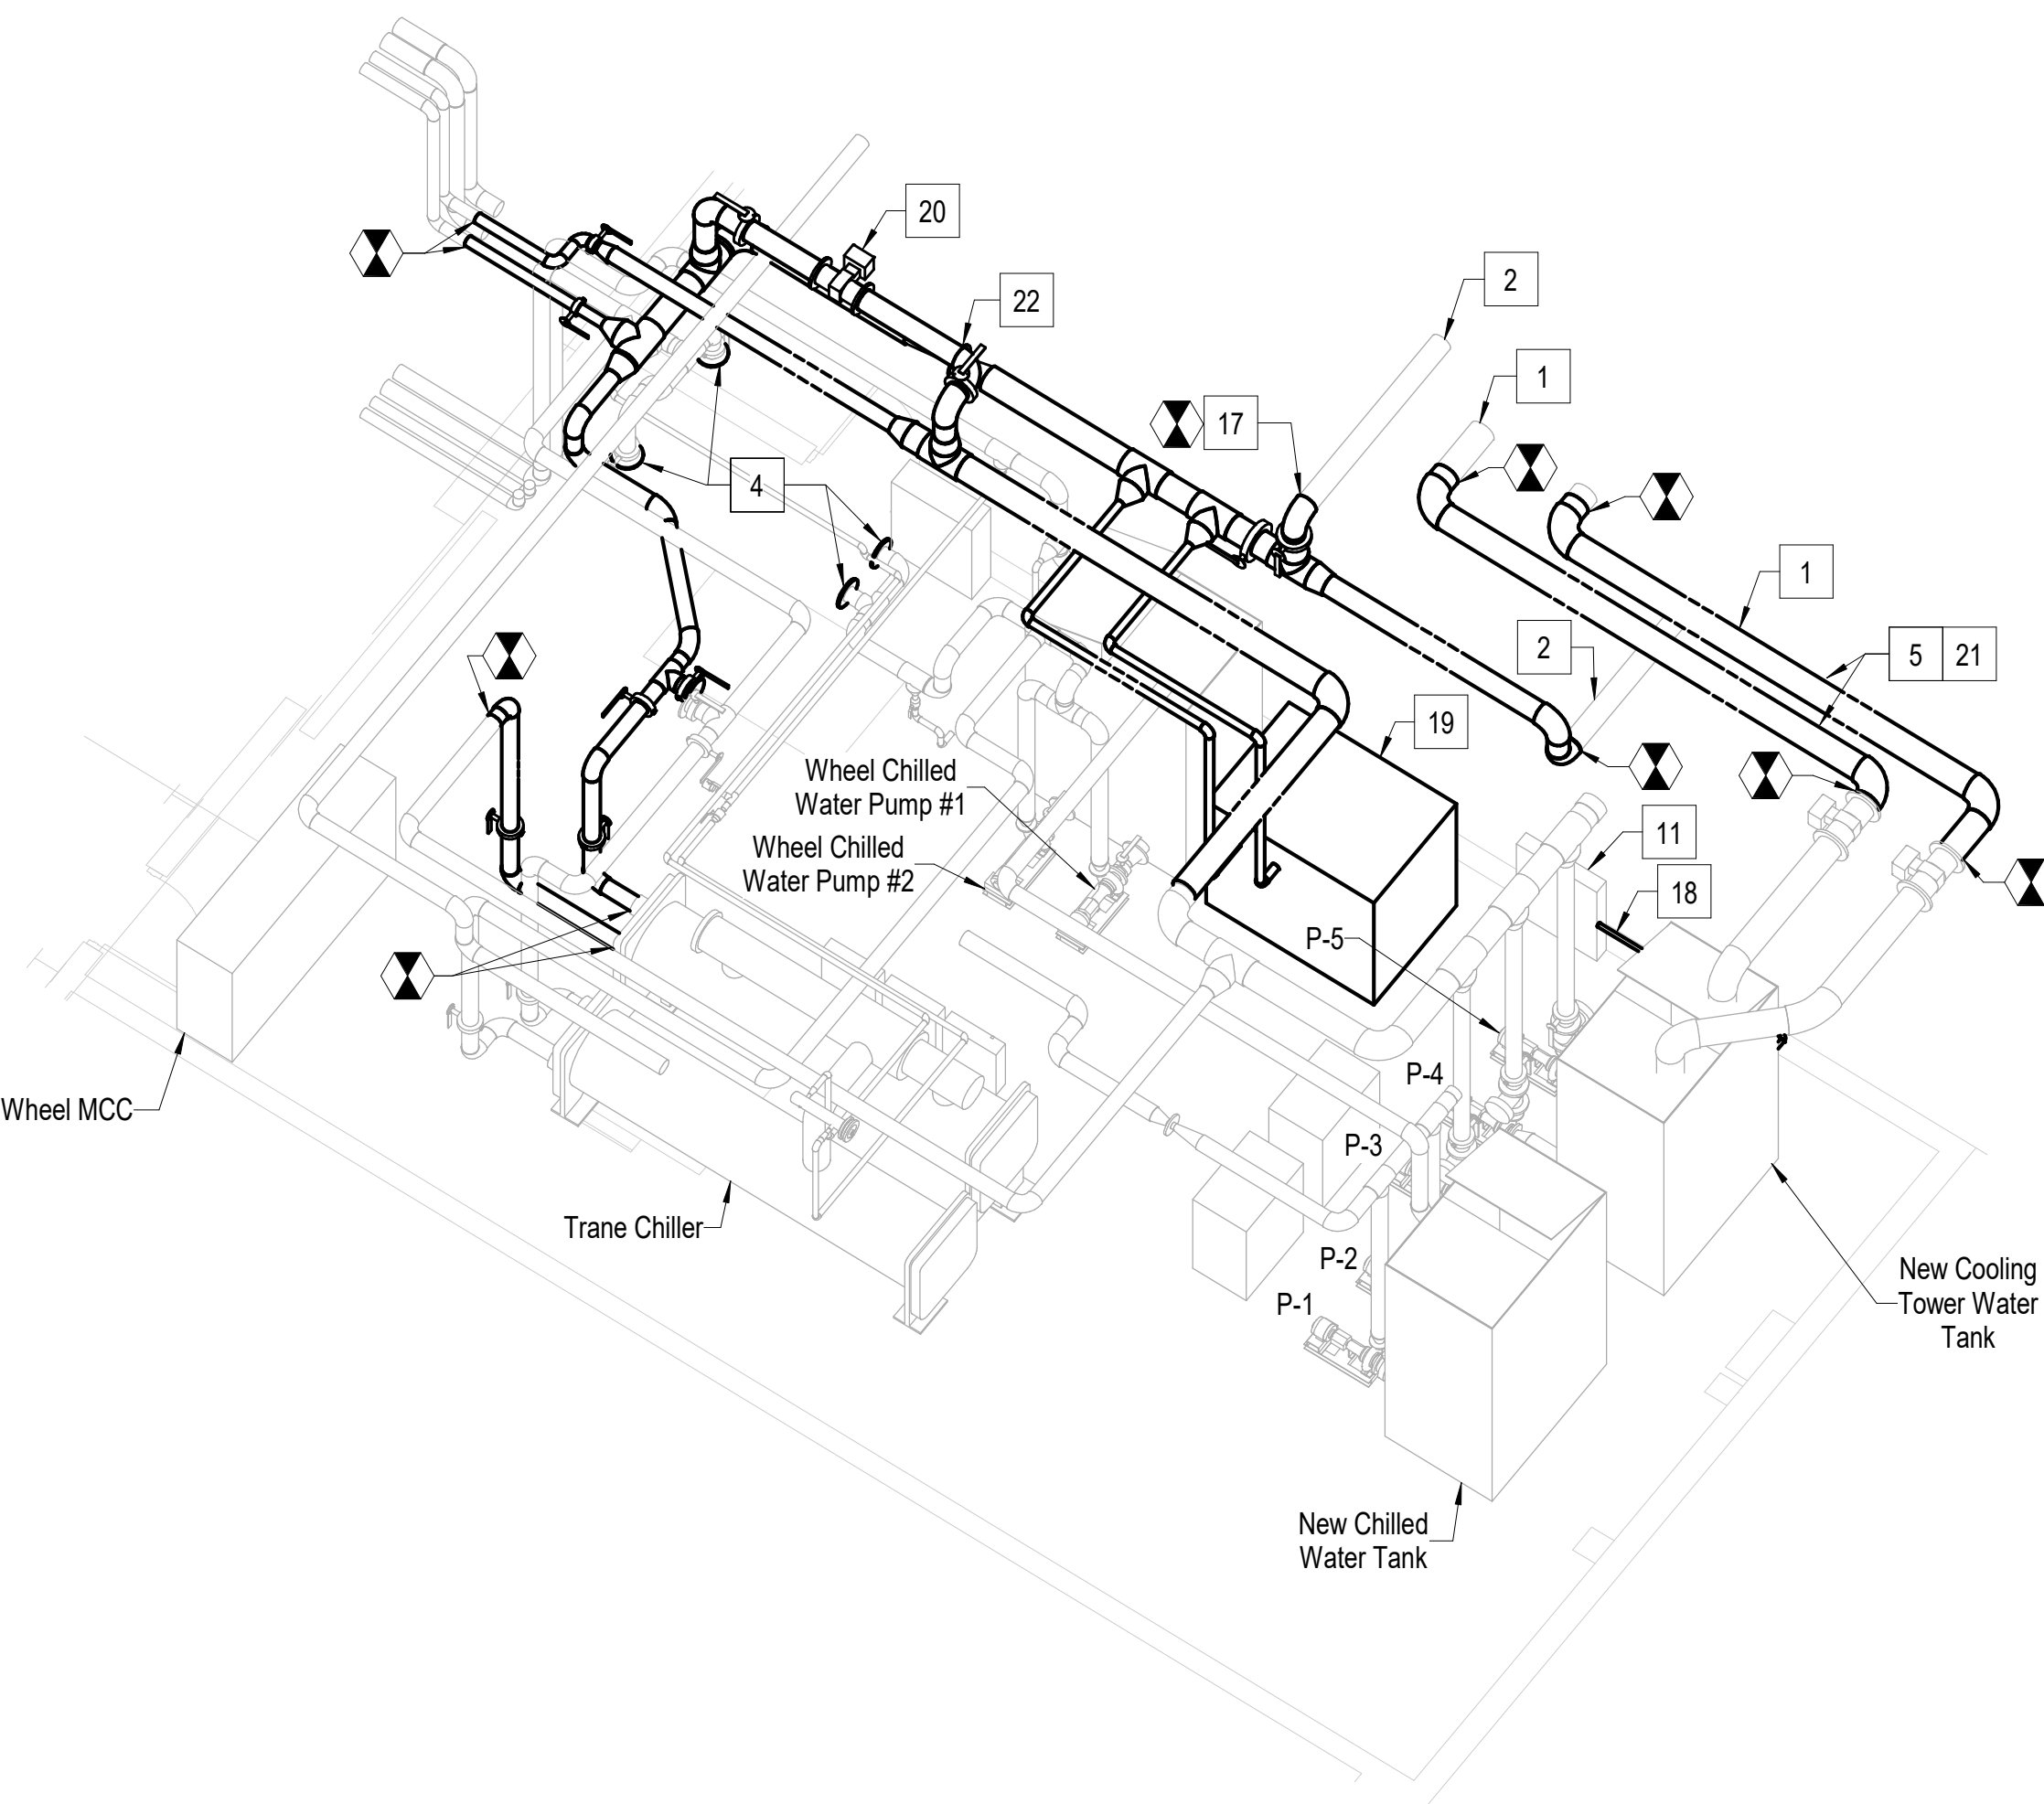 20
22
2
1
17
4
1
2
5 21
19
Wheel Chilled
Water Pump #1
11
Wheel Chilled
Water Pump #2
18
P-5
P-4
Wheel MCC
P-3
Trane Chiller
P-2
New Cooling
Tower Water
Tank
P-1
New Chilled
Water Tank